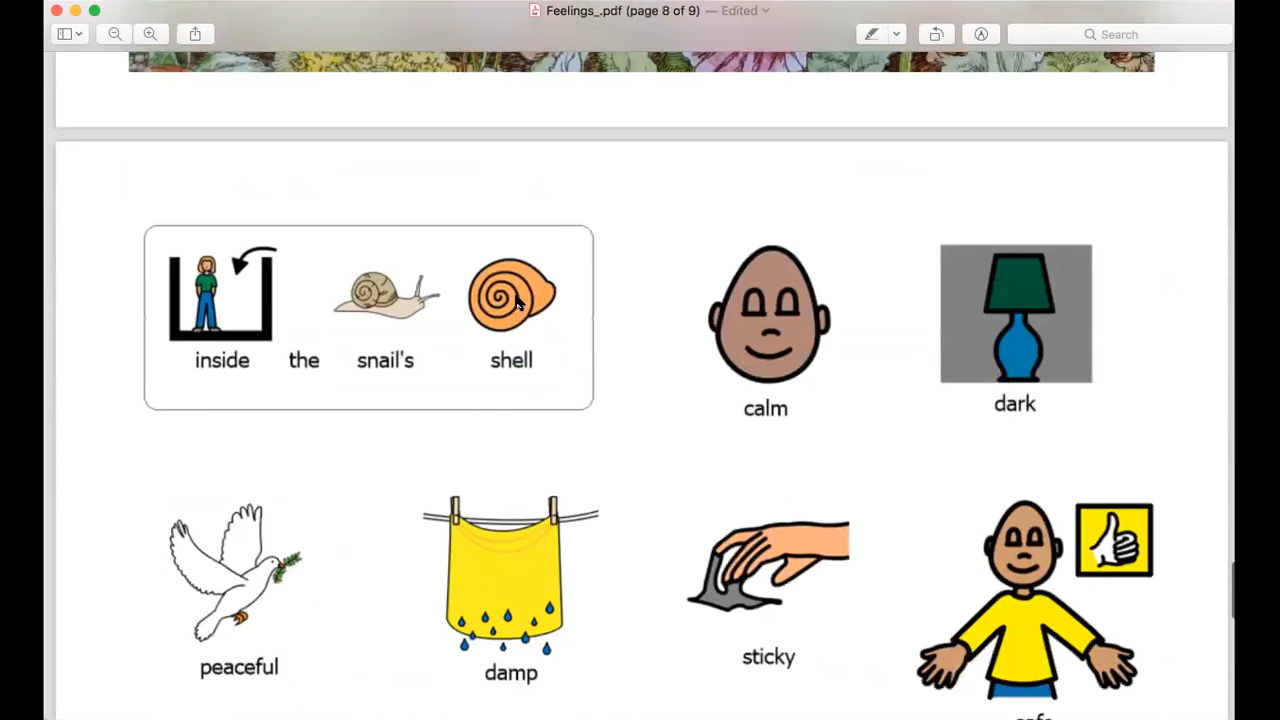 Feelings_.pdf (page 8 of 9) — Edited
Search
inside the snail's shell
calm
dark
peaceful
damp
sticky